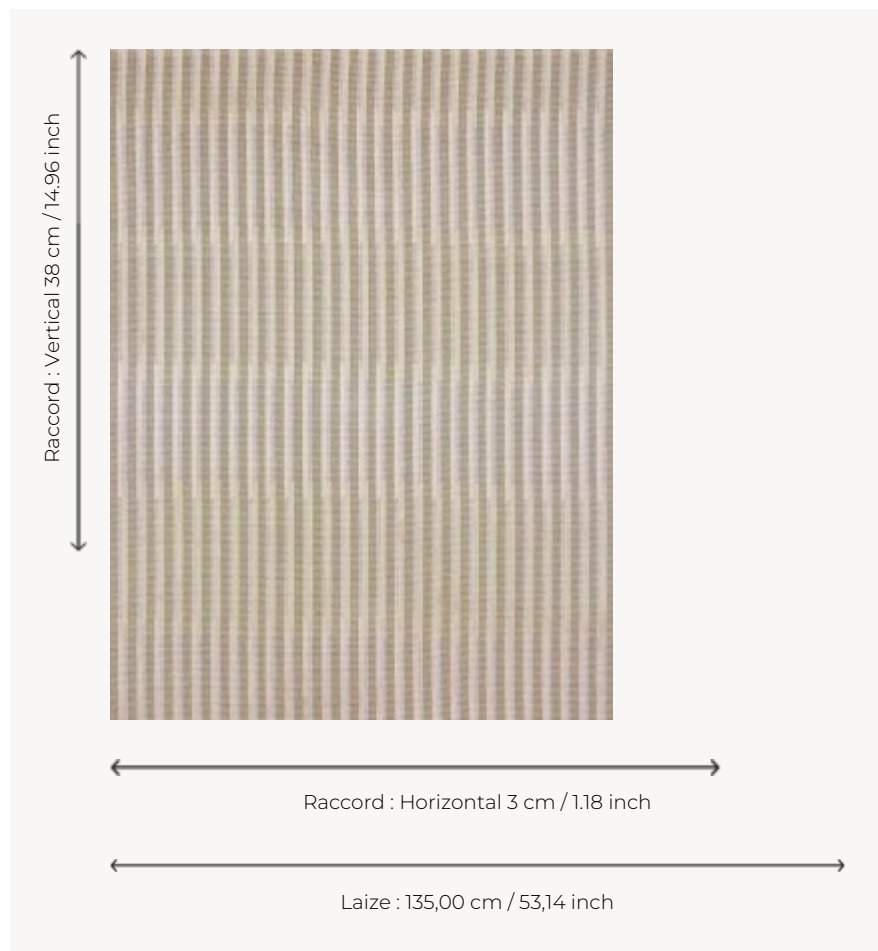 Raccord : Vertical 38 cm / 14.96 inch
Raccord : Horizontal 3 cm / 1.18 inch
Laize : 135,00 cm / 53,14 inch